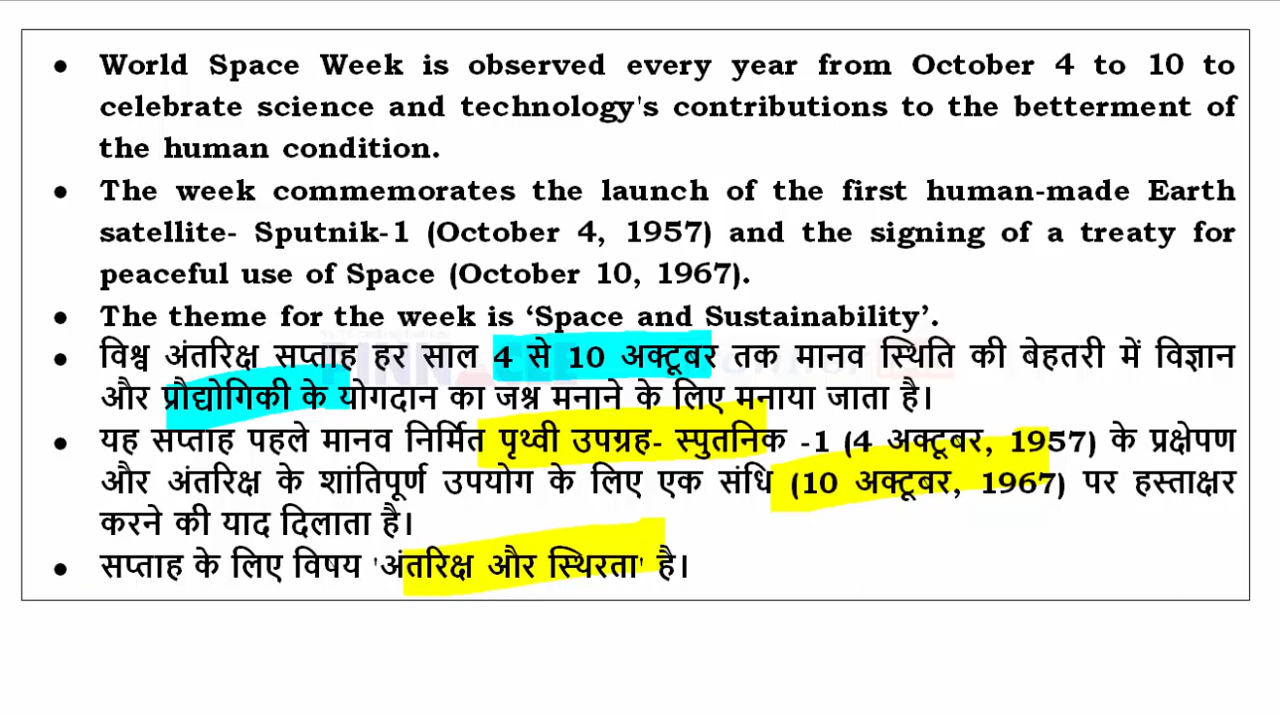 ● World Space Week is observed every year from October 4 to 10 to
celebrate science and technology's contributions to the betterment of
the human condition.
● The week commemorates the launch of the first human-made Earth
satellite- Sputnik-1 (October 4, 1957) and the signing of a treaty for
peaceful use of Space (October 10, 1967).
● The theme for the week is ‘Space and Sustainability’.
● विश्व अंतरिक्ष सप्ताह हर साल 4 से 10 अक्टूबर तक मानव स्थिति की बेहतरी में विज्ञान
और प्रौद्योगिकी के योगदान का जश्न मनाने के लिए मनाया जाता है।
● यह सप्ताह पहले मानव निर्मित पृथ्वी उपग्रह- स्पुतनिक -1 (4 अक्टूबर, 1957) के प्रक्षेपण
और अंतरिक्ष के शांतिपूर्ण उपयोग के लिए एक संधि (10 अक्टूबर, 1967) पर हस्ताक्षर
करने की याद दिलाता है।
● सप्ताह के लिए विषय 'अंतरिक्ष और स्थिरता' है।